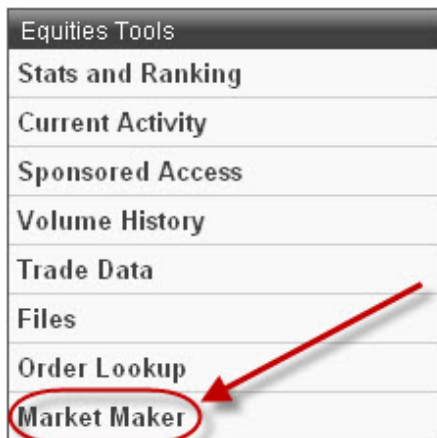 Equities Tools
Stats and Ranking
Current Activity
Sponsored Access
Volume History
Trade Data
Files
Order Lookup
Market Maker